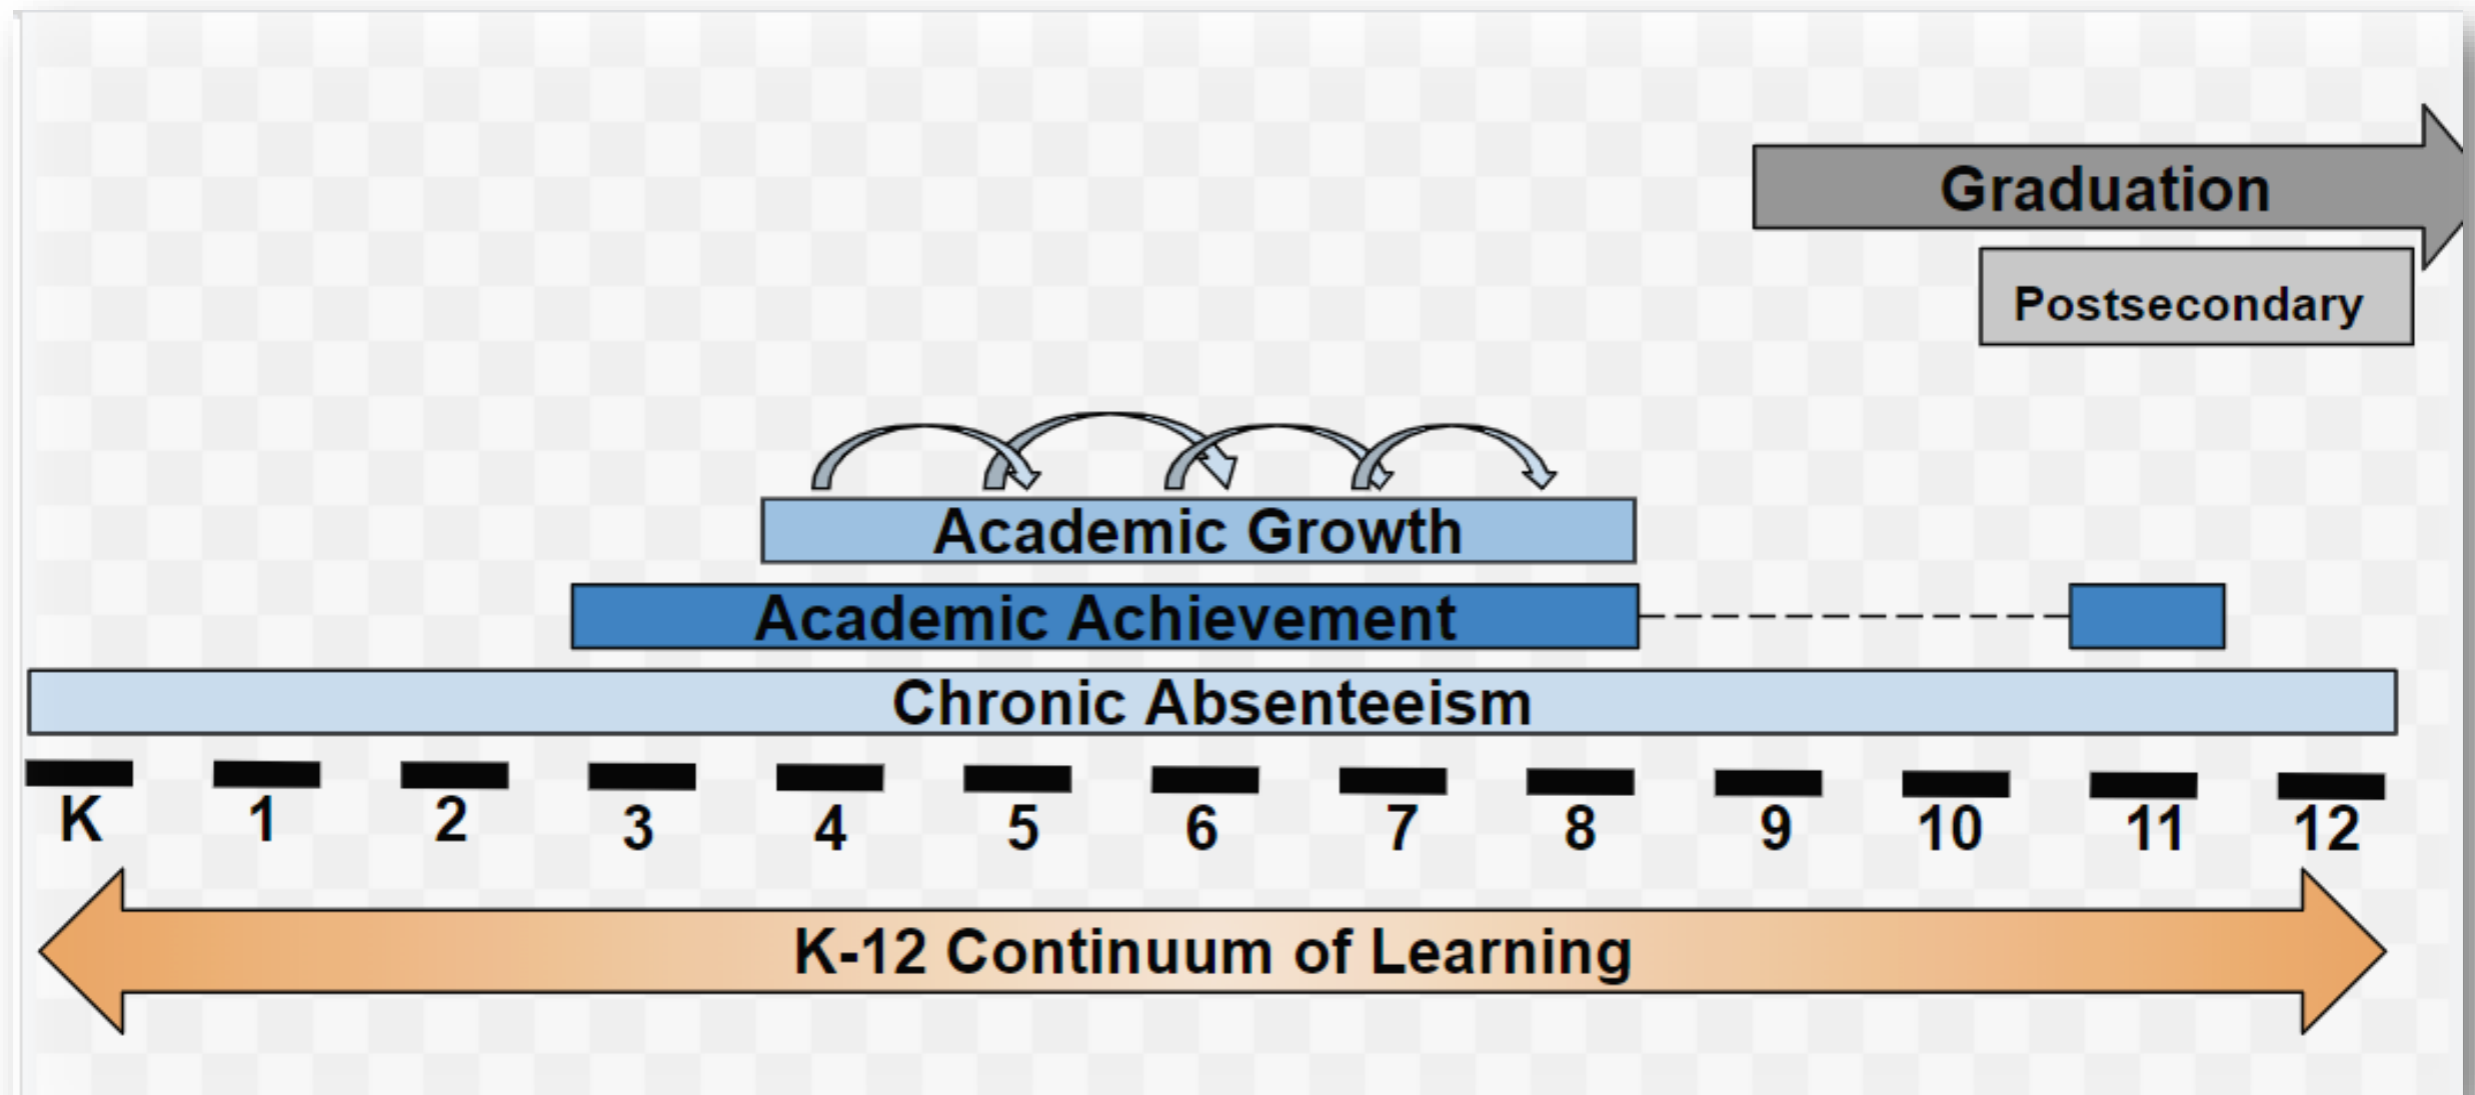 Graduation
Postsecondary
Academic Growth
Academic Achievement
Chronic Absenteeism
K 1 2 3 4 5 6 7 8 9 10 11 12
K-12 Continuum of Learning